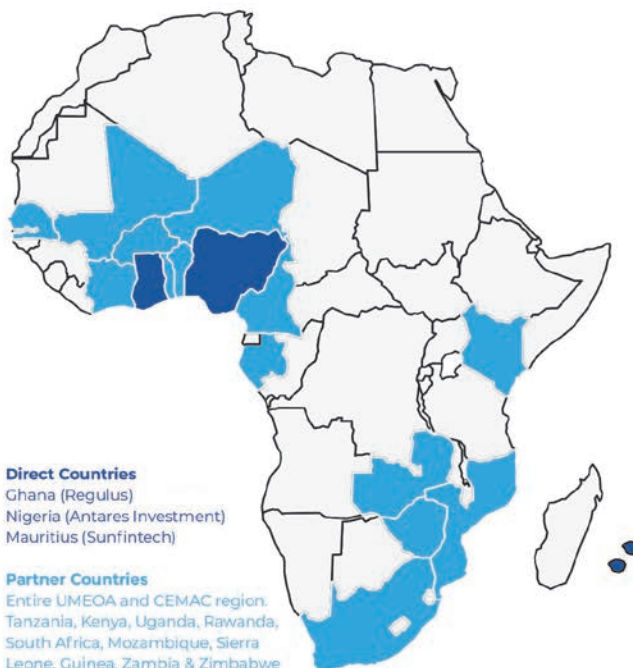 Direct Countries
Ghana (Regulus)
Nigeria (Antares Investment)
Mauritius (Sunfintech)
Partner Countries
Entire UMEOA and CEMAC region.
Tanzania, Kenya, Uganda, Rawanda,
South Africa, Mozambique, Sierra
Leone, Guinea, Zambia & Zimbabwe